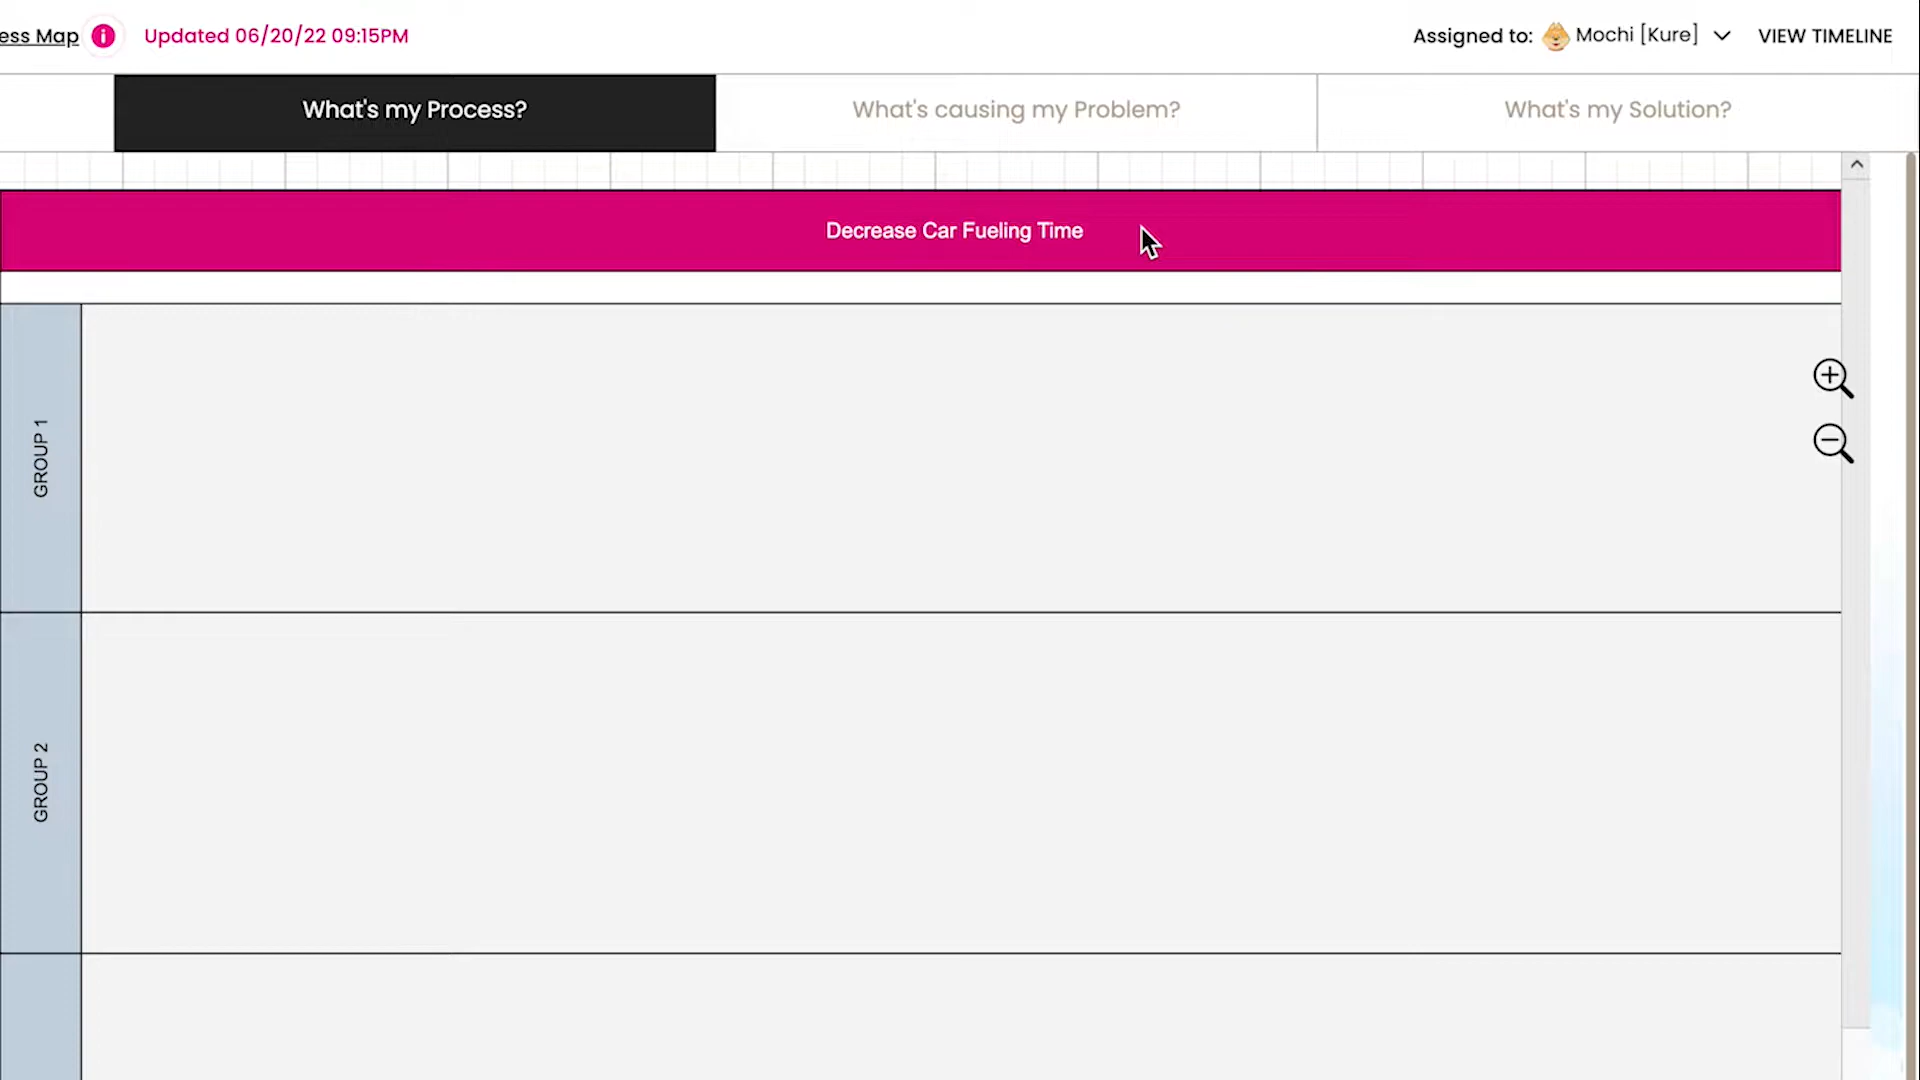 ess Map
Updated 06/20/22 09:15PM
Assigned to: Mochi [Kure]
VIEW TIMELINE
What's my Process?
What's causing my Problem?
What's my Solution?
Decrease Car Fueling Time
GROUP 1
GROUP 2